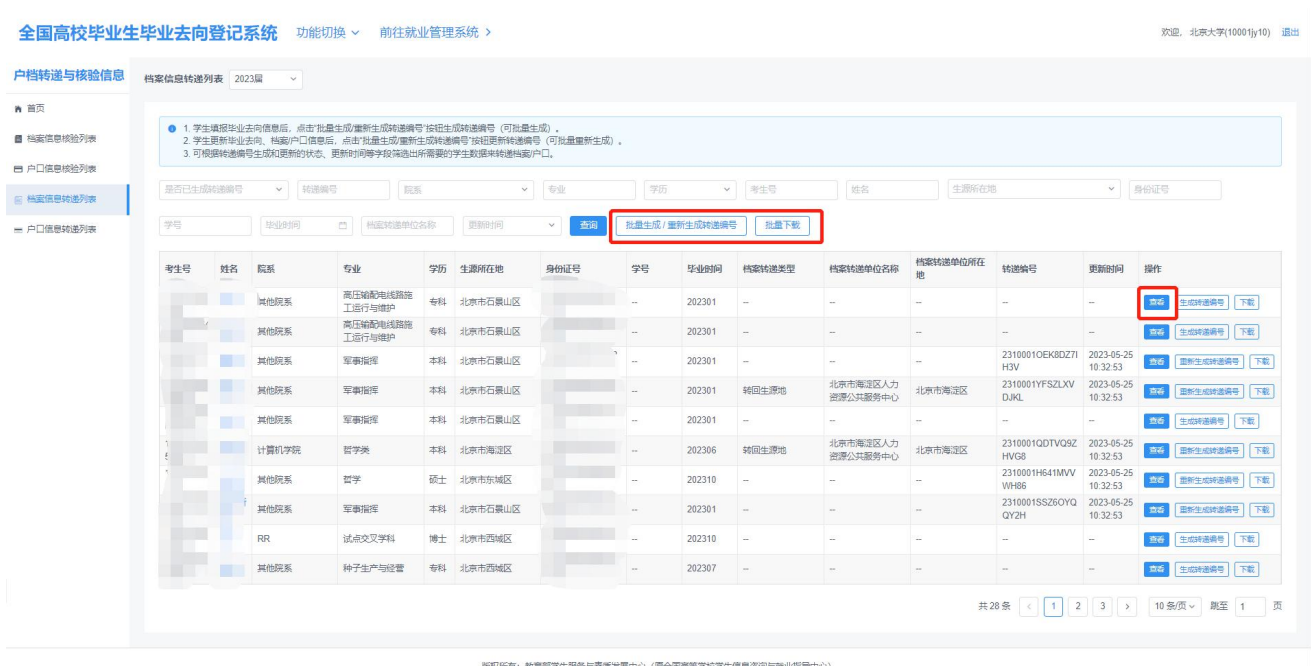 全国高校毕业生毕业去向登记系统 功能切换 前往就业管理系统 > 欢迎, 北京大学(10001jy10) 退出
户档转递与核验信息
首页
档案信息核验列表
户口信息核验列表
档案信息转递列表
户口信息转递列表
档案信息转递列表 2023届
1. 学生填报毕业去向信息后，点击“批量生成/重新生成转递编号”按钮生成转递编号（可批量生成）。
2. 学生更新毕业去向、档案/户口信息后，点击“批量生成/重新生成转递编号”按钮更新转递编号（可批量重新生成）。
3. 可根据转递编号生成和更新的状态、更新时间等字段筛选出所需要的学生数据来转递档案/户口。
是否已生成转递编号 转递编号 院系 专业 学历 考生号 姓名 生源所在地 身份证号
学号 毕业时间 档案转递单位名称 更新时间 查询 批量生成 / 重新生成转递编号 批量下载
考生号 姓名 院系 专业 学历 生源所在地 身份证号 学号 毕业时间 档案转递类型 档案转递单位名称 档案转递单位所在地 转递编号 更新时间 操作
其他院系 高压输配电线路施工运行与维护 专科 北京市石景山区 -- 202301 -- -- -- -- -- 查看 生成转递编号 下载
其他院系 高压输配电线路施工运行与维护 专科 北京市石景山区 -- 202301 -- -- -- -- -- 查看 生成转递编号 下载
其他院系 军事指挥 本科 北京市石景山区 -- 202301 -- -- -- 2310001OEK8DZ7IH3V 2023-05-25 10:32:53 查看 重新生成转递编号 下载
其他院系 军事指挥 本科 北京市石景山区 -- 202301 转回生源地 北京市海淀区人力资源公共服务中心 北京市海淀区 2310001YFSZLXVDJKL 2023-05-25 10:32:53 查看 重新生成转递编号 下载
其他院系 军事指挥 本科 北京市石景山区 -- 202301 -- -- -- -- -- 查看 生成转递编号 下载
计算机学院 哲学类 本科 北京市海淀区 -- 202306 转回生源地 北京市海淀区人力资源公共服务中心 北京市海淀区 2310001QDTVQ9ZHVG8 2023-05-25 10:32:53 查看 重新生成转递编号 下载
其他院系 哲学 硕士 北京市东城区 -- 202310 -- -- -- 2310001H641MVVWH86 2023-05-25 10:32:53 查看 重新生成转递编号 下载
其他院系 军事指挥 本科 北京市石景山区 -- 202301 -- -- -- 2310001SSZ6OYQQY2H 2023-05-25 10:32:53 查看 重新生成转递编号 下载
RR 试点交叉学科 博士 北京市西城区 -- 202310 -- -- -- -- -- 查看 生成转递编号 下载
其他院系 种子生产与经营 专科 北京市西城区 -- 202307 -- -- -- -- -- 查看 生成转递编号 下载
共 28 条 < 1 2 3 > 10 条/页 跳至 1 页